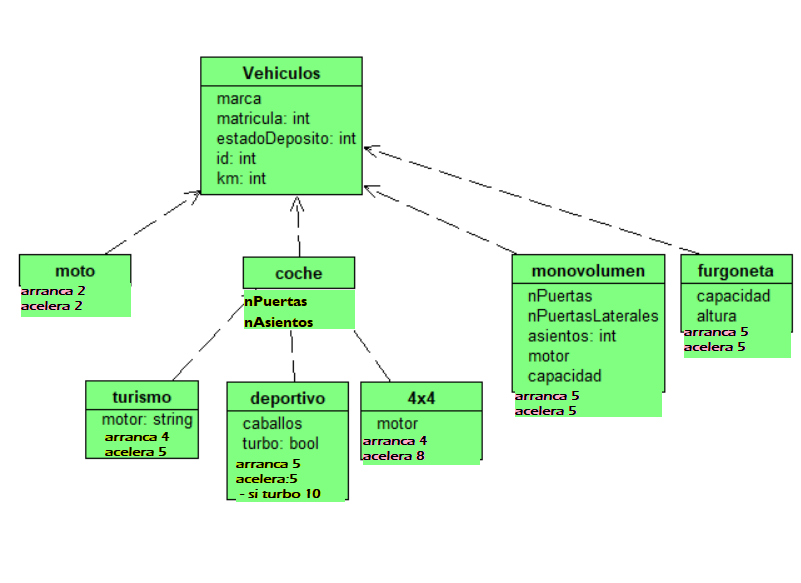 Vehiculos
marca
matricula: int
estadoDeposito: int
id: int
km: int
moto
arranca 2
acelera 2
coche
nPuertas
nAsientos
monovolumen
nPuertas
nPuertasLaterales
asientos: int
motor
capacidad
arranca 5
acelera 5
furgoneta
capacidad
altura
arranca 5
acelera 5
turismo
motor: string
arranca 4
acelera 5
deportivo
caballos
turbo: bool
arranca 5
acelera:5
- si turbo 10
4x4
motor
arranca 4
acelera 8